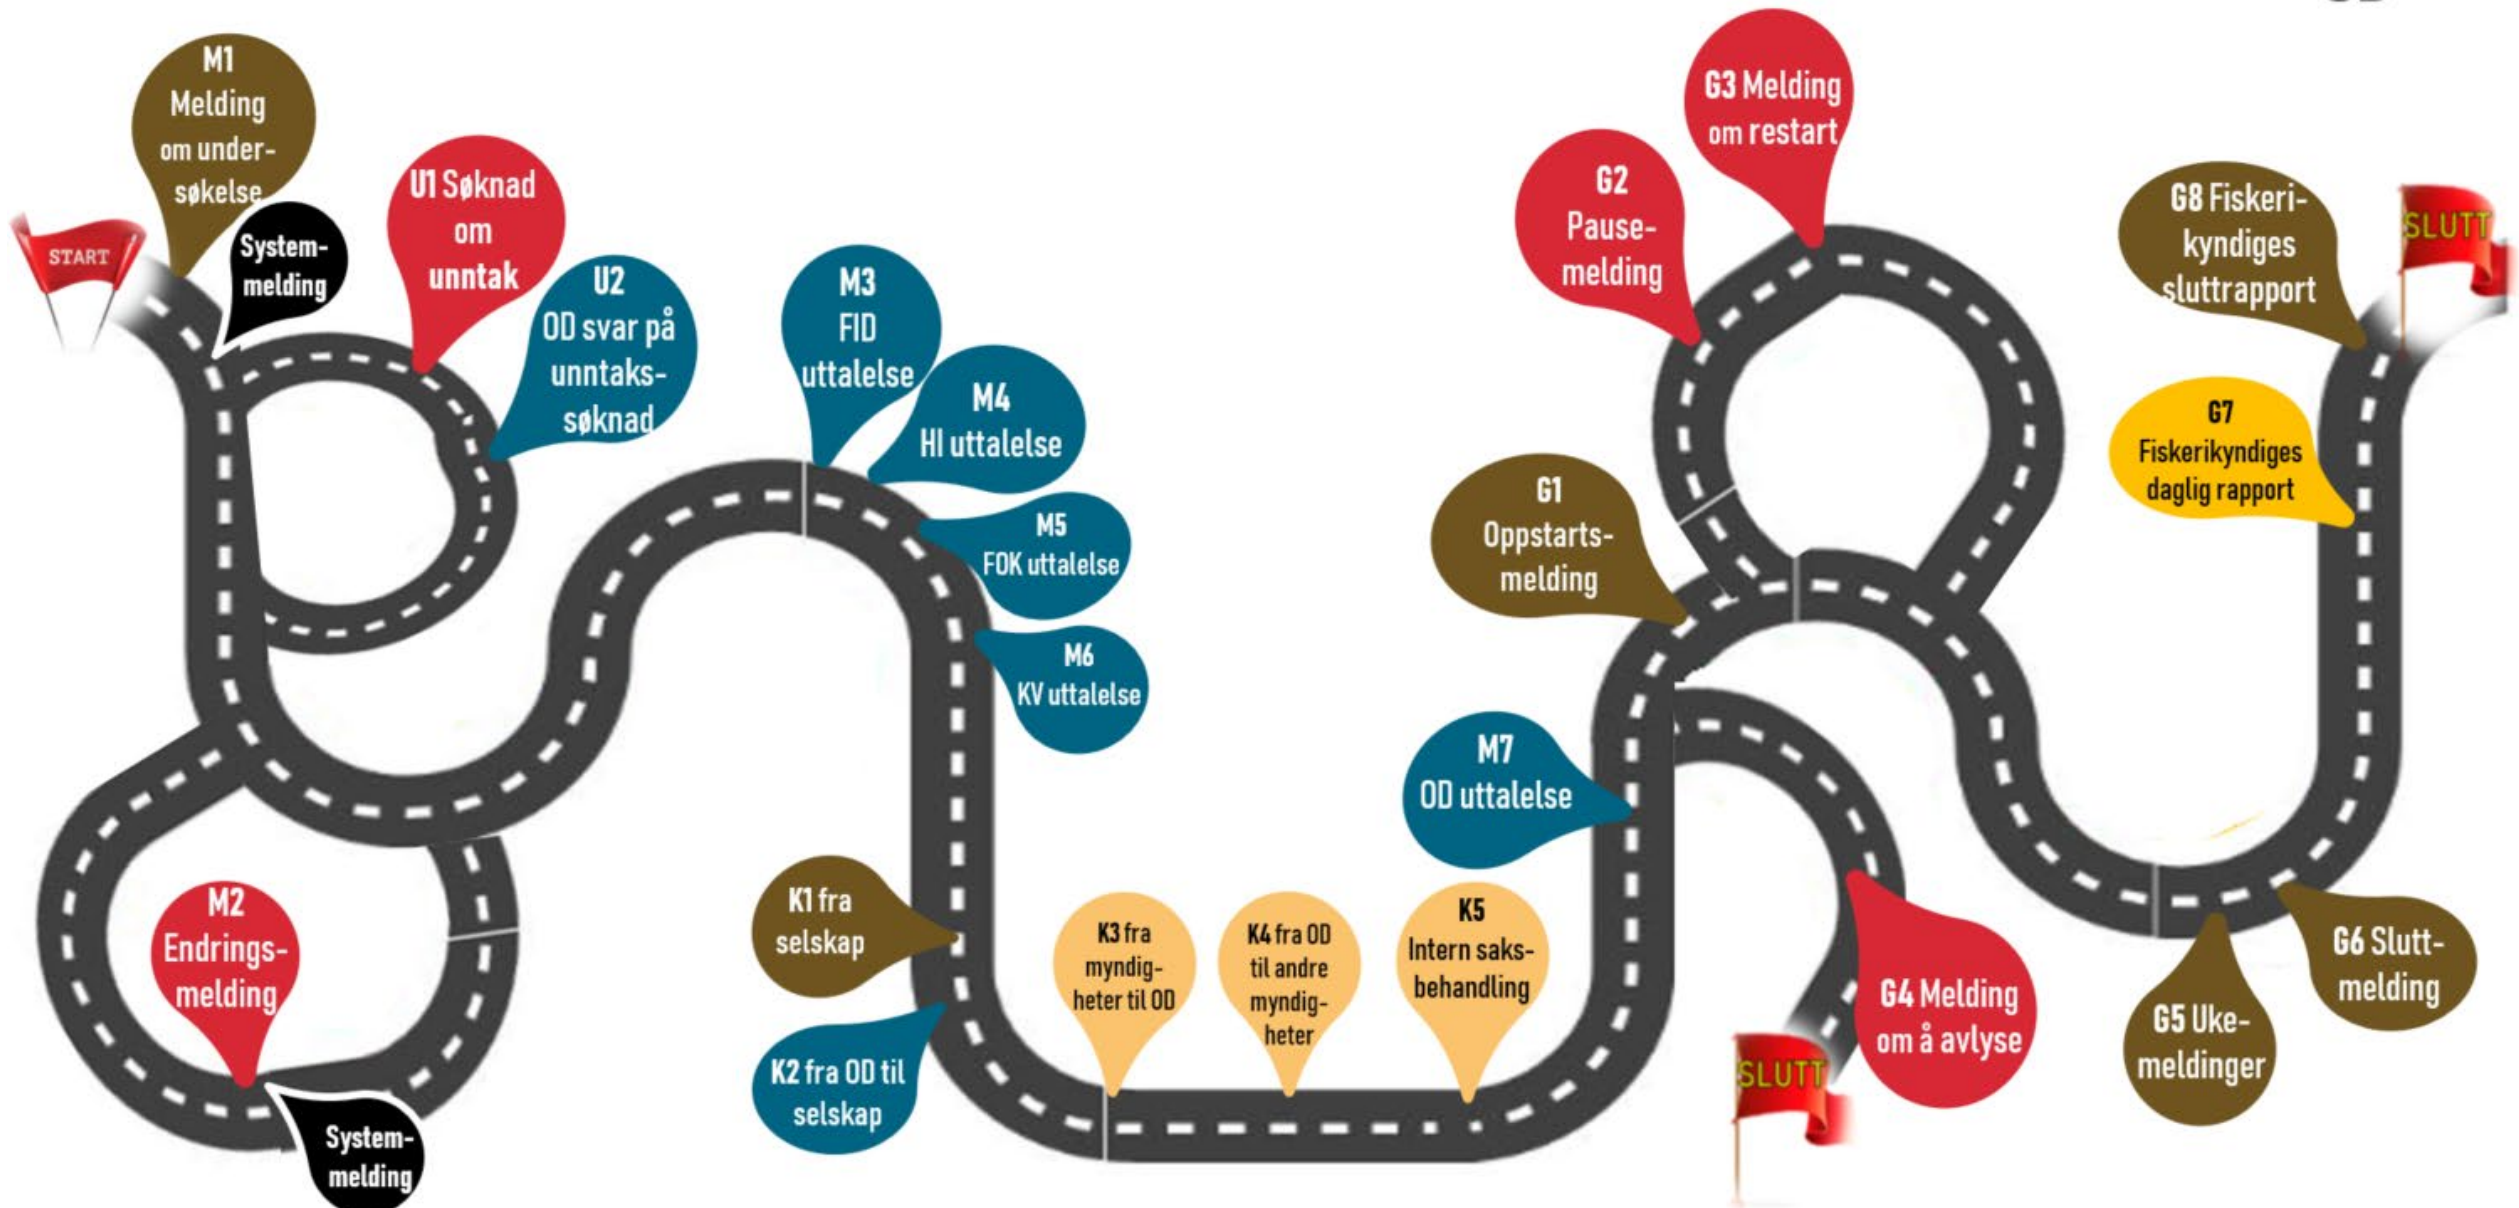 START
M1
Melding
om under-
søkelse
System-
melding
U1 Søknad
om
unntak
U2
OD svar på
unntaks-
søknad
M2
Endrings-
melding
System-
melding
M3
FID
uttalelse
M4
HI uttalelse
M5
FOK uttalelse
M6
KV uttalelse
K1 fra
selskap
K2 fra OD til
selskap
K3 fra
myndig-
heter til OD
K4 fra OD
til andre
myndig-
heter
K5
Intern saks-
behandling
M7
OD uttalelse
G1
Oppstarts-
melding
G2
Pause-
melding
G3 Melding
om restart
G4 Melding
om å avlyse
SLUTT
G5 Uke-
meldinger
G6 Slutt-
melding
G7
Fiskerikyndiges
daglig rapport
G8 Fiskeri-
kyndiges
sluttrapport
SLUTT